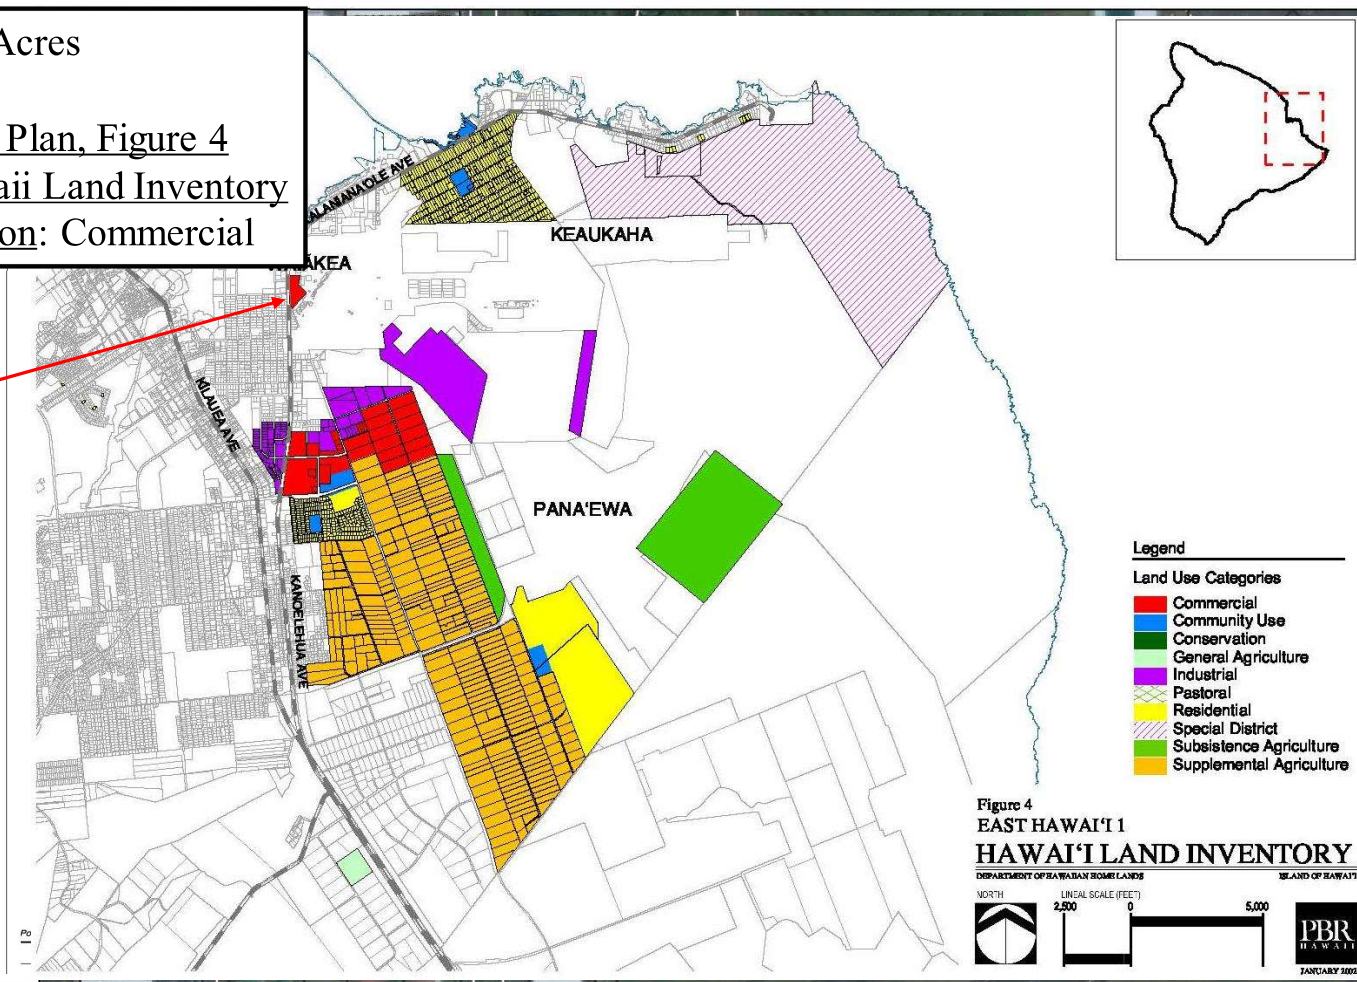 Acres
Plan, Figure 4
aii Land Inventory
on: Commercial
KALANIANAOLE AVE
WAIĀKEA
KEAUKAHA
KĪLAUEA AVE
PANA‘EWA
KANOELEHUA AVE
Legend
Land Use Categories
Commercial
Community Use
Conservation
General Agriculture
Industrial
Pastoral
Residential
Special District
Subsistence Agriculture
Supplemental Agriculture
Figure 4
EAST HAWAI‘I 1
HAWAI‘I LAND INVENTORY
DEPARTMENT OF HAWAIIAN HOME LANDS ISLAND OF HAWAI‘I
NORTH LINEAL SCALE (FEET)
2,500 0 5,000
PBR
HAWAII
JANUARY 2002
Po